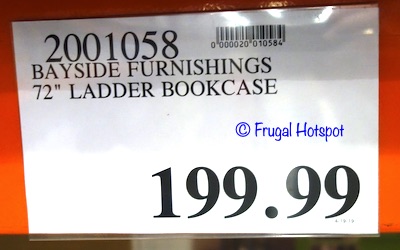 2001058
0"000020"010584"
BAYSIDE FURNISHINGS
72" LADDER BOOKCASE
© Frugal Hotspot
199.99